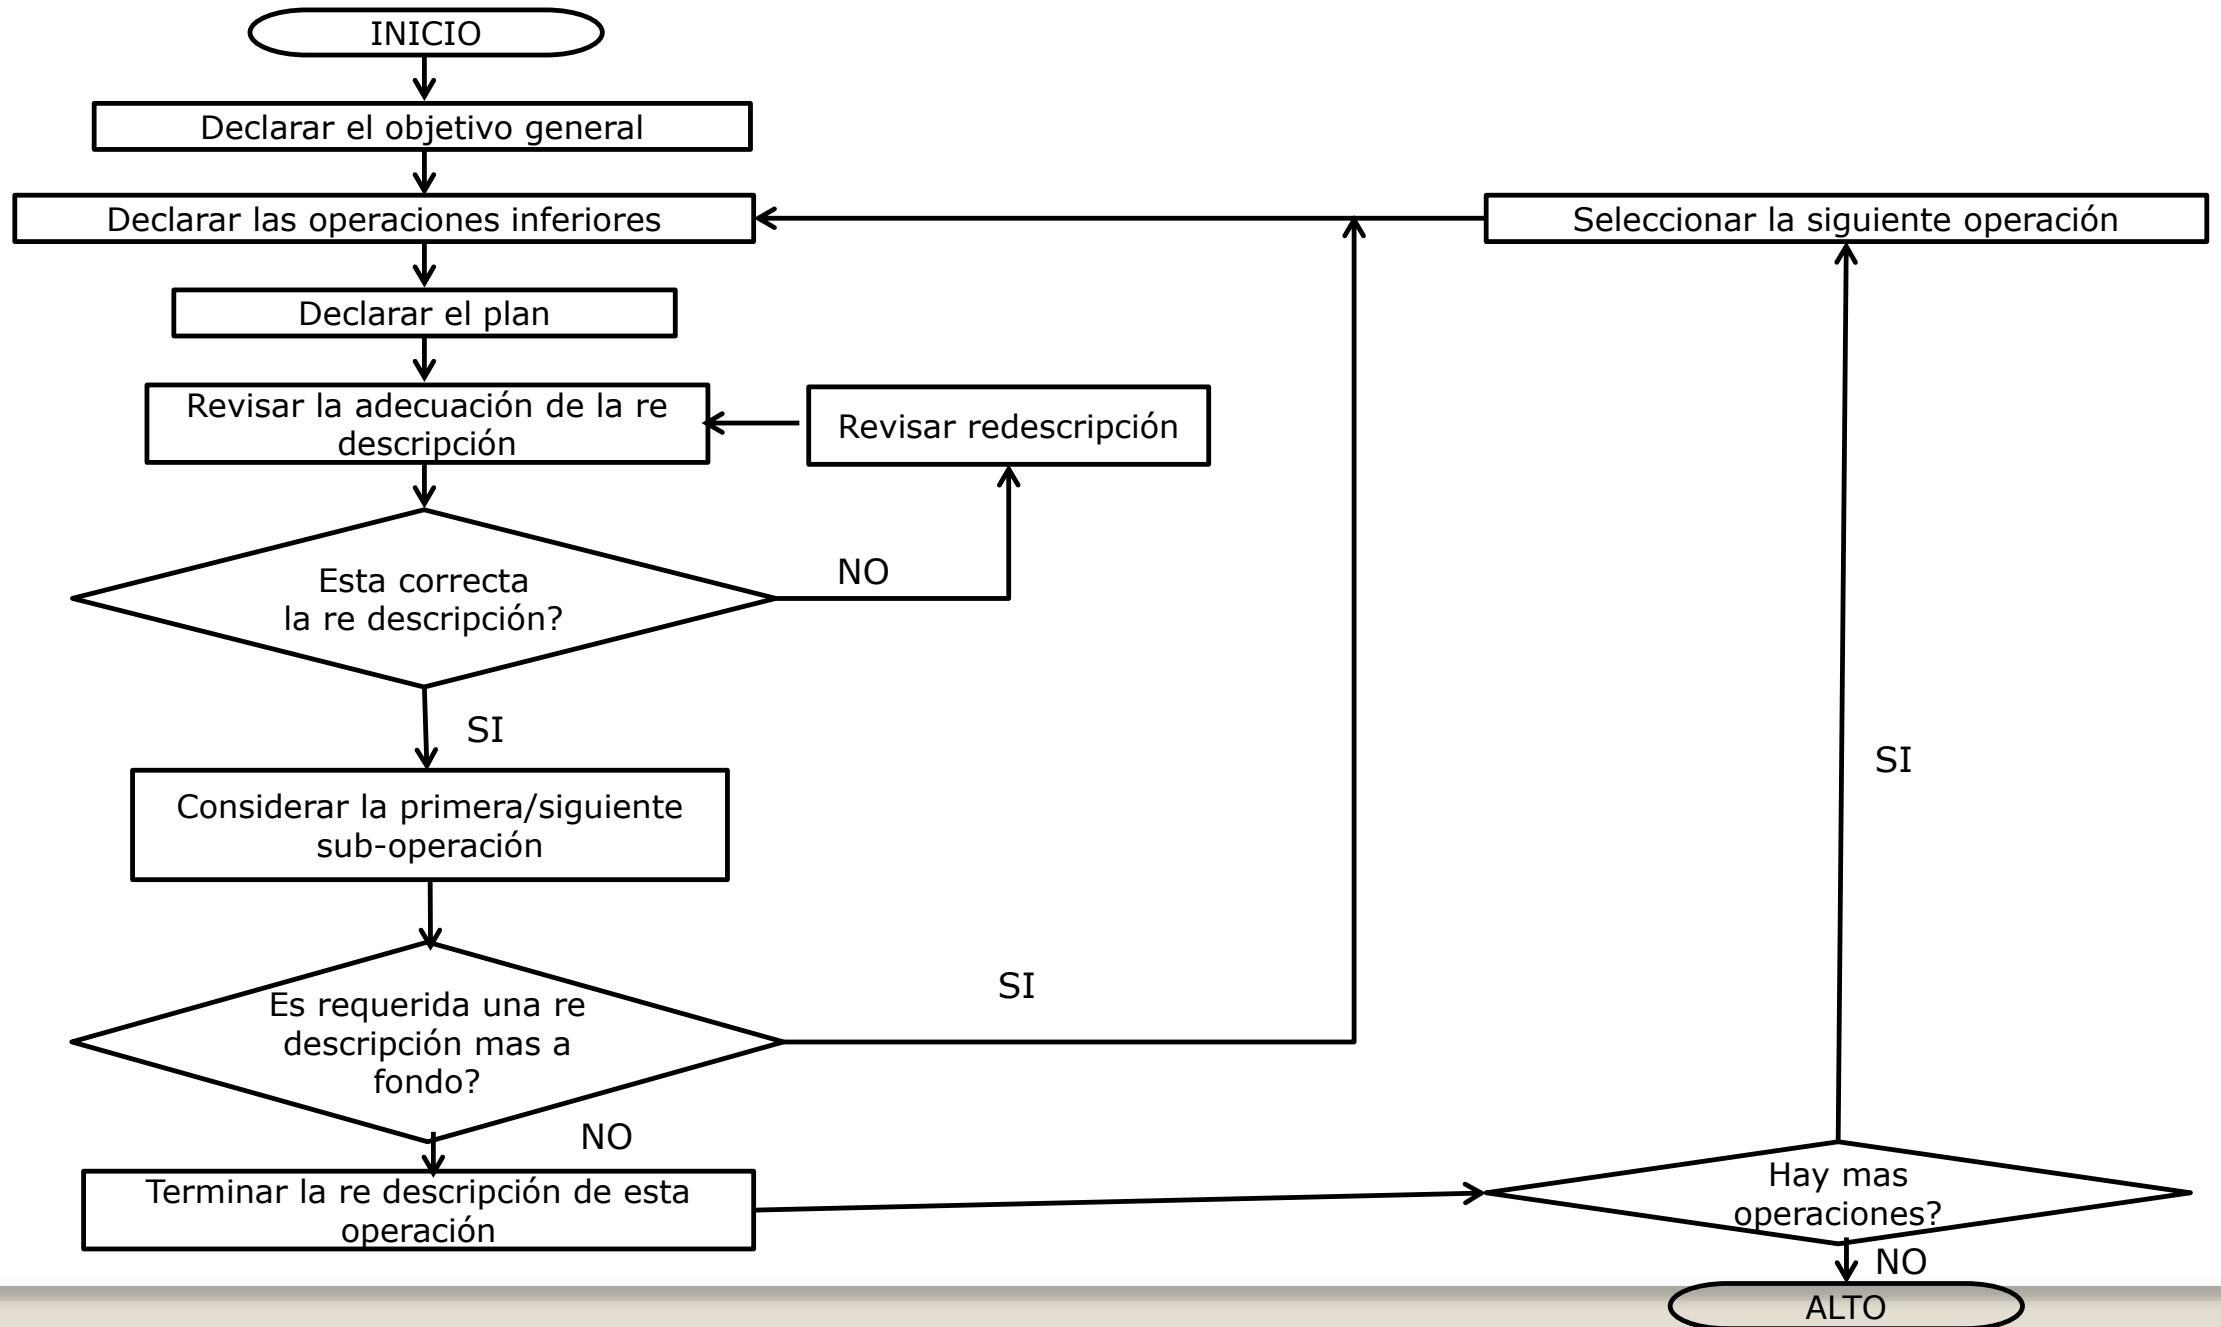 INICIO
Declarar el objetivo general
Declarar las operaciones inferiores
Seleccionar la siguiente operación
Declarar el plan
Revisar la adecuación de la re
descripción
Revisar redescripción
Esta correcta
la re descripción?
NO
SI
Considerar la primera/siguiente
sub-operación
SI
Es requerida una re
descripción mas a
fondo?
SI
NO
Terminar la re descripción de esta
operación
Hay mas
operaciones?
NO
ALTO